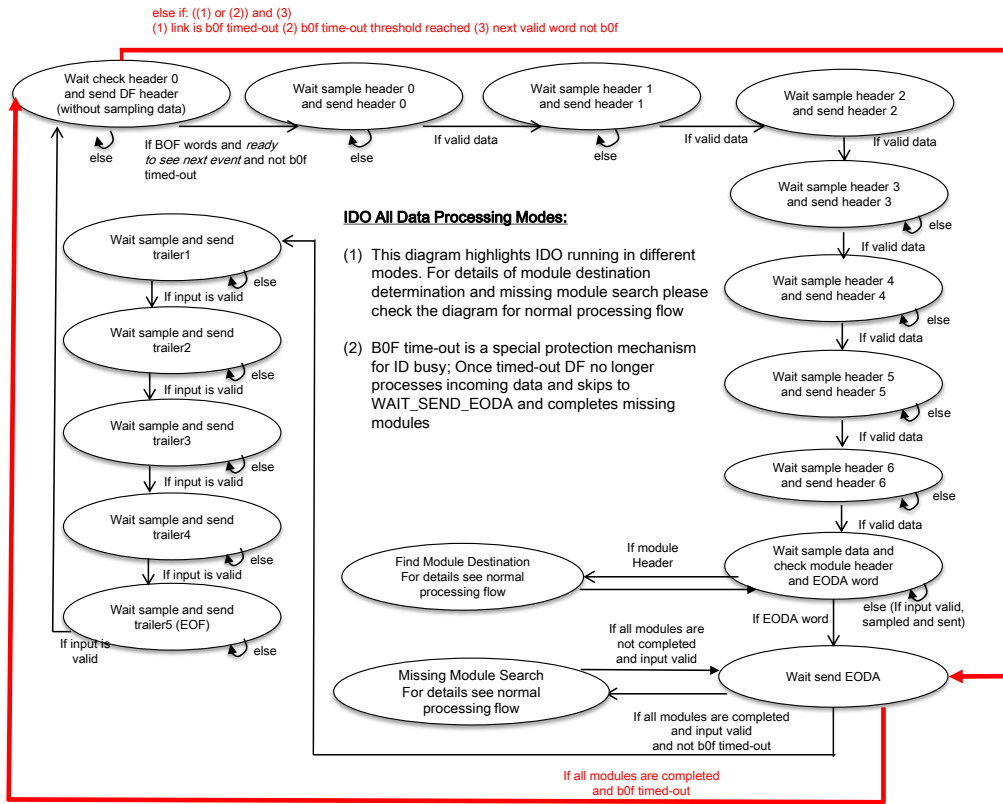 else if: ((1) or (2)) and (3)
(1) link is b0f timed-out (2) b0f time-out threshold reached (3) next valid word not b0f
Wait check header 0
and send DF header
(without sampling data)
else
If BOF words and ready
to see next event and not b0f
timed-out
Wait sample header 0
and send header 0
else
If valid data
Wait sample header 1
and send header 1
else
If valid data
Wait sample header 2
and send header 2
If valid data
Wait sample header 3
and send header 3
else
If valid data
Wait sample header 4
and send header 4
else
If valid data
Wait sample header 5
and send header 5
else
If valid data
Wait sample header 6
and send header 6
else
If valid data
Wait sample data and
check module header
and EODA word
else (If input valid,
sampled and sent)
If module
Header
Find Module Destination
For details see normal
processing flow
If EODA word
Wait send EODA
If all modules are
not completed
and input valid
Missing Module Search
For details see normal
processing flow
If all modules are completed
and input valid
and not b0f timed-out
If all modules are completed
and b0f timed-out
IDO All Data Processing Modes:
(1) This diagram highlights IDO running in different
modes. For details of module destination
determination and missing module search please
check the diagram for normal processing flow
(2) B0F time-out is a special protection mechanism
for ID busy; Once timed-out DF no longer
processes incoming data and skips to
WAIT_SEND_EODA and completes missing
modules
Wait sample and send
trailer1
else
If input is valid
Wait sample and send
trailer2
else
If input is valid
Wait sample and send
trailer3
else
If input is valid
Wait sample and send
trailer4
else
If input is valid
Wait sample and send
trailer5 (EOF)
else
If input is
valid